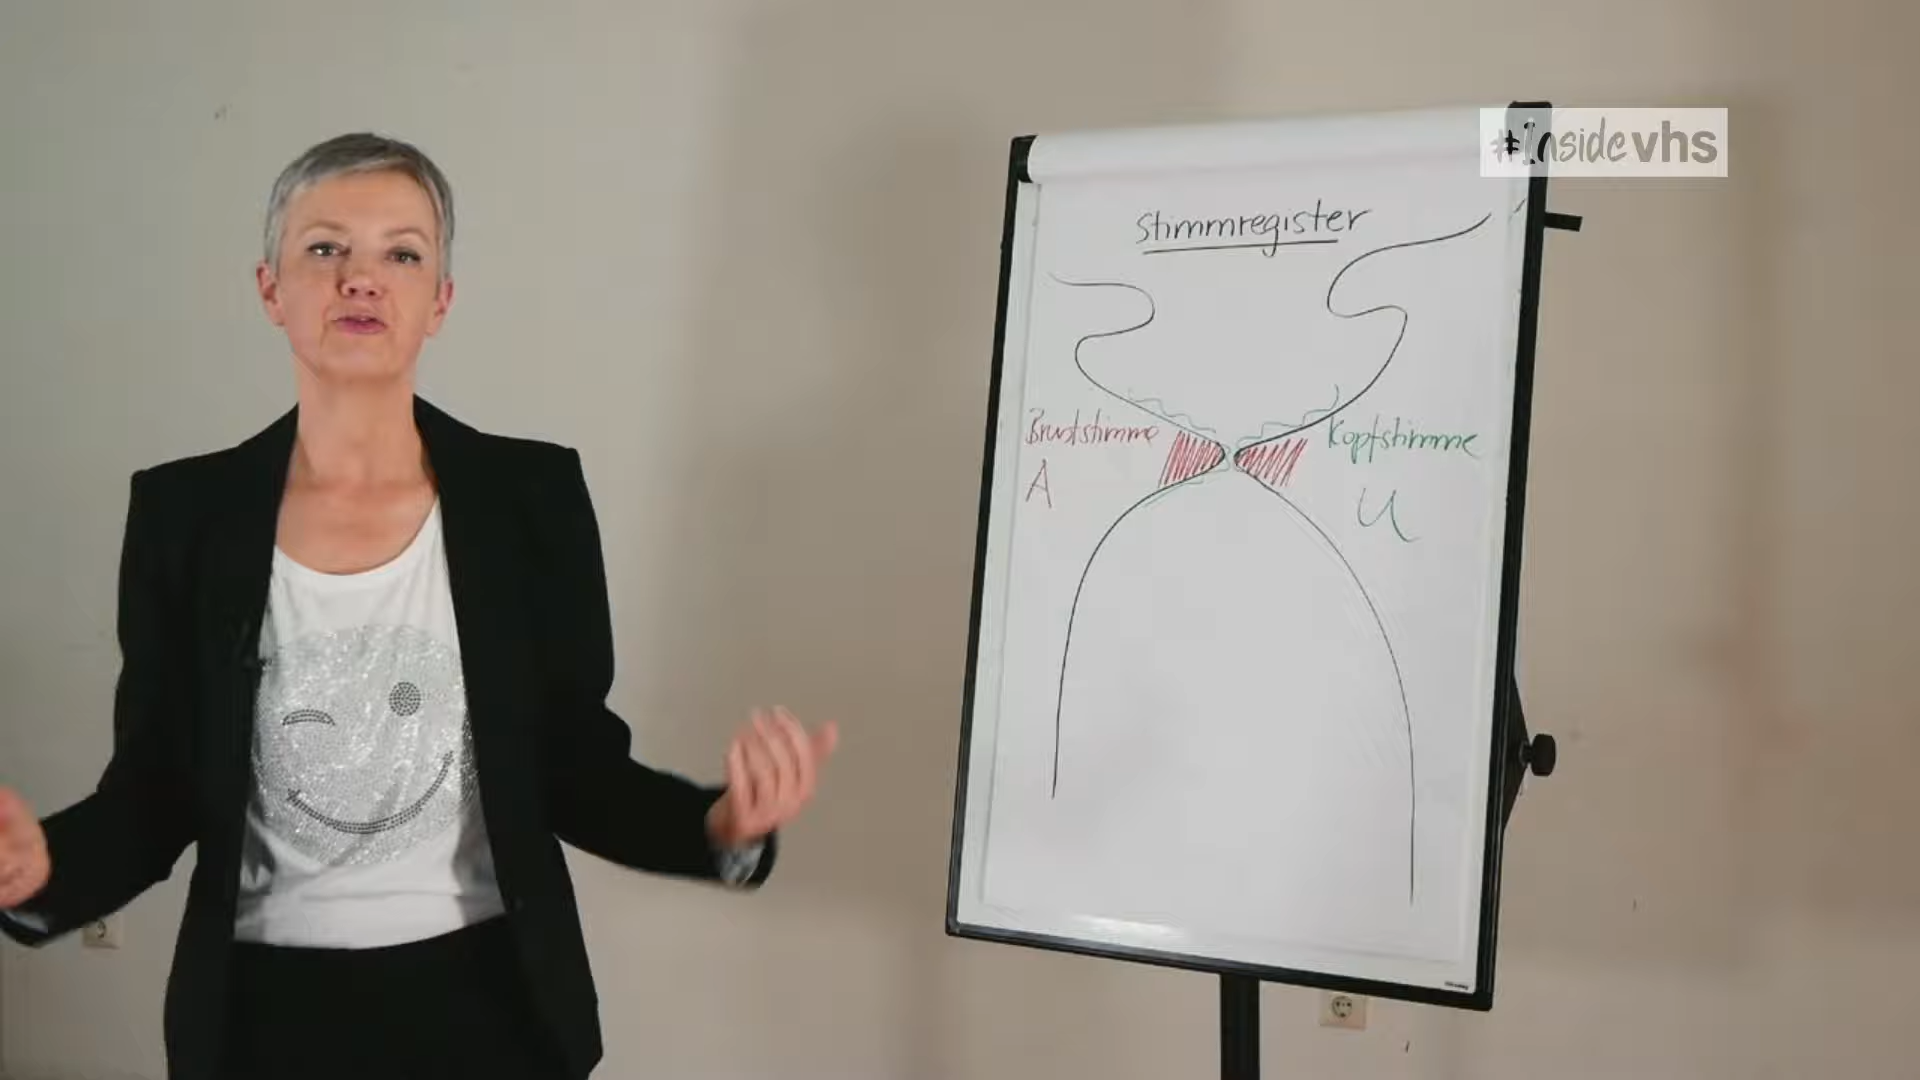 #Insidevhs
Stimmregister
Bruststimme
Kopfstimme
A
U